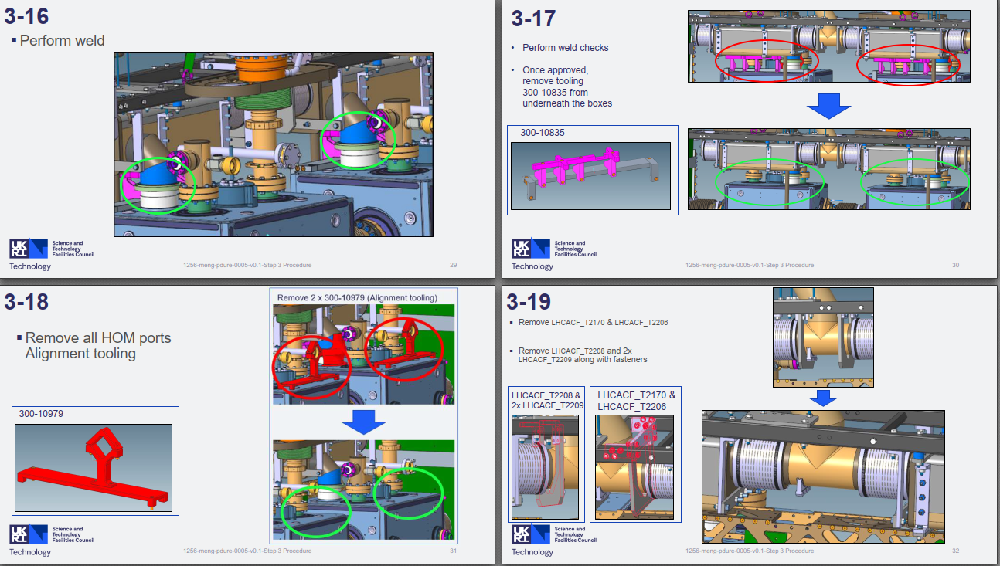 3-16
▪ Perform weld
UK
RI
Science and
Technology
Facilities Council
Technology
1256-meng-pdure-0005-v0.1-Step 3 Procedure
29
3-17
• Perform weld checks
• Once approved,
remove tooling
300-10835 from
underneath the boxes
300-10835
UK
RI
Science and
Technology
Facilities Council
Technology
1256-meng-pdure-0005-v0.1-Step 3 Procedure
30
3-18
▪ Remove all HOM ports
Alignment tooling
300-10979
Remove 2 x 300-10979 (Alignment tooling)
UK
RI
Science and
Technology
Facilities Council
Technology
1256-meng-pdure-0005-v0.1-Step 3 Procedure
31
3-19
▪ Remove LHCACF_T2170 & LHCACF_T2206
▪ Remove LHCACF_T2208 and 2x
LHCACF_T2209 along with fasteners
LHCACF_T2208 &
2x LHCACF_T2209
LHCACF_T2170 &
LHCACF_T2206
UK
RI
Science and
Technology
Facilities Council
Technology
1256-meng-pdure-0005-v0.1-Step 3 Procedure
32